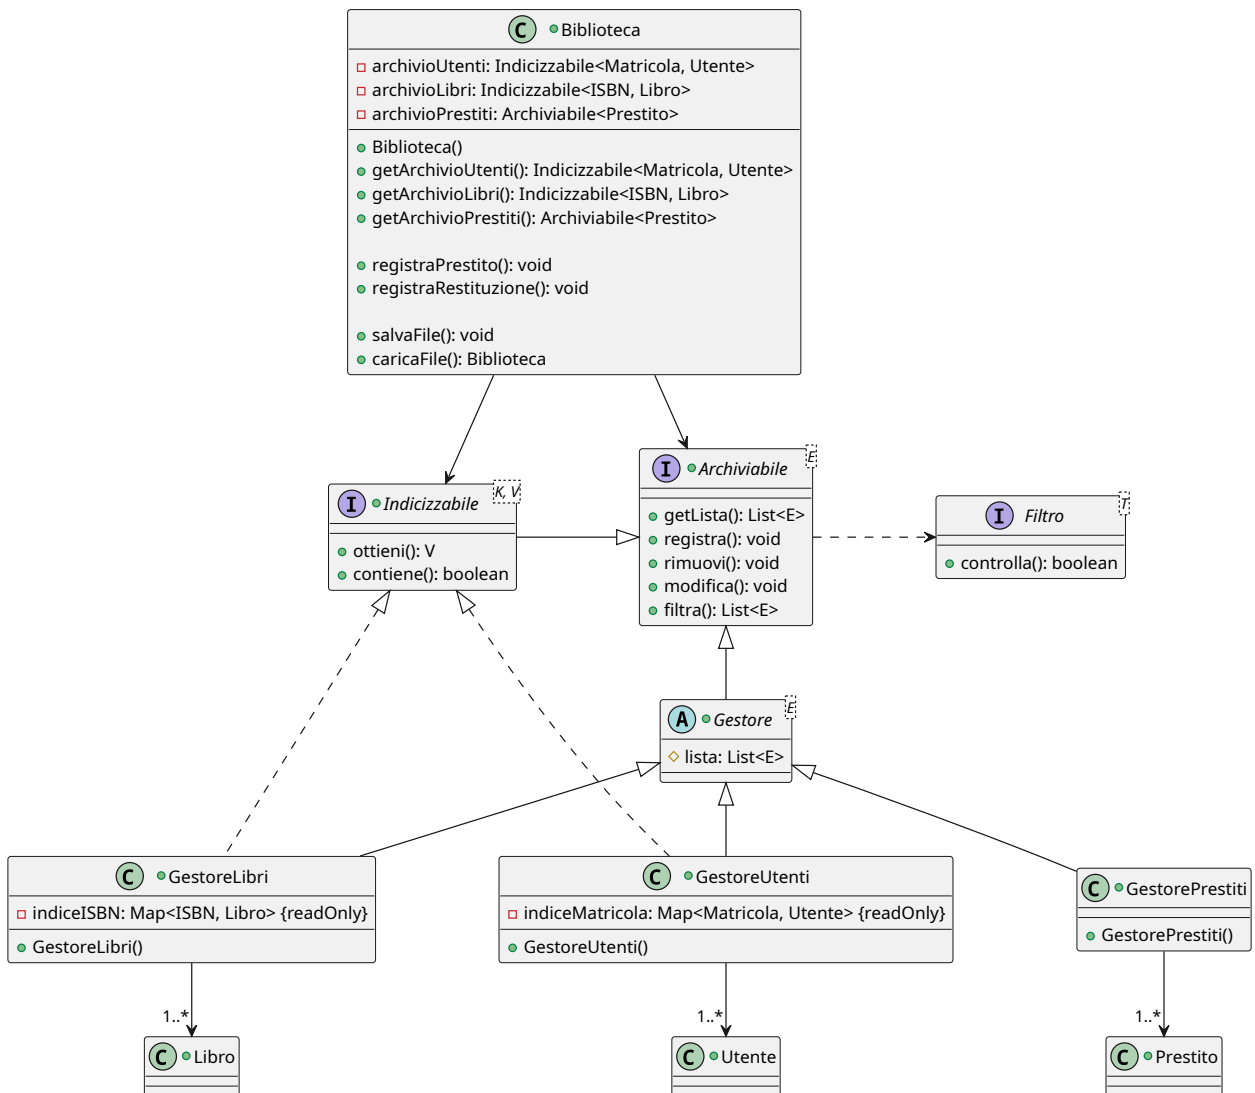 C Biblioteca
archivioUtenti: Indicizzabile<Matricola, Utente>
archivioLibri: Indicizzabile<ISBN, Libro>
archivioPrestiti: Archiviabile<Prestito>
Biblioteca()
getArchivioUtenti(): Indicizzabile<Matricola, Utente>
getArchivioLibri(): Indicizzabile<ISBN, Libro>
getArchivioPrestiti(): Archiviabile<Prestito>
registraPrestito(): void
registraRestituzione(): void
salvaFile(): void
caricaFile(): Biblioteca
I Indicizzabile K, V
ottieni(): V
contiene(): boolean
I Archiviabile E
getLista(): List<E>
registra(): void
rimuovi(): void
modifica(): void
filtra(): List<E>
I Filtro T
controlla(): boolean
A Gestore E
lista: List<E>
C GestoreLibri
indiceISBN: Map<ISBN, Libro> {readOnly}
GestoreLibri()
C GestoreUtenti
indiceMatricola: Map<Matricola, Utente> {readOnly}
GestoreUtenti()
C GestorePrestiti
GestorePrestiti()
1..*
1..*
1..*
C Libro
C Utente
C Prestito